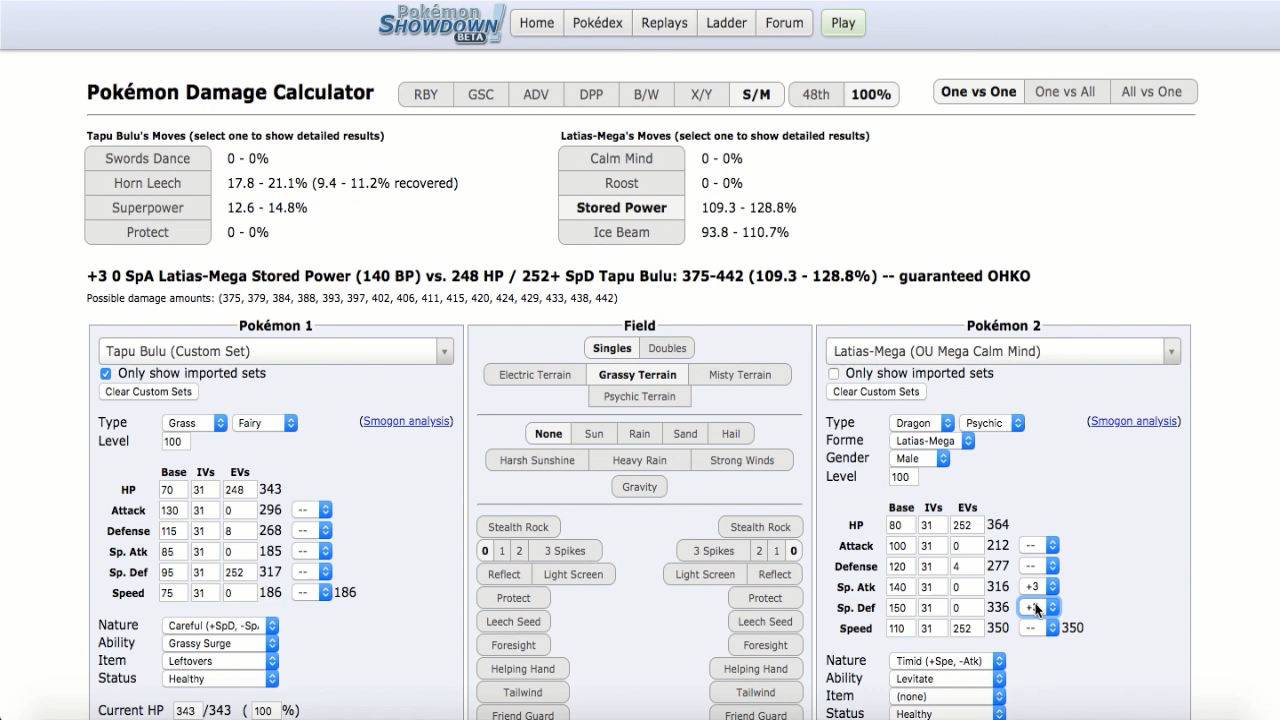 Pokémon
SHOWDOWN!
BETA
Home Pokédex Replays Ladder Forum Play
Pokémon Damage Calculator
RBY GSC ADV DPP B/W X/Y S/M 48th 100% One vs One One vs All All vs One
Tapu Bulu's Moves (select one to show detailed results)
Swords Dance 0 - 0%
Horn Leech 17.8 - 21.1% (9.4 - 11.2% recovered)
Superpower 12.6 - 14.8%
Protect 0 - 0%
Latias-Mega's Moves (select one to show detailed results)
Calm Mind 0 - 0%
Roost 0 - 0%
Stored Power 109.3 - 128.8%
Ice Beam 93.8 - 110.7%
+3 0 SpA Latias-Mega Stored Power (140 BP) vs. 248 HP / 252+ SpD Tapu Bulu: 375-442 (109.3 - 128.8%) -- guaranteed OHKO
Possible damage amounts: (375, 379, 384, 388, 393, 397, 402, 406, 411, 415, 420, 424, 429, 433, 438, 442)
Pokémon 1
Tapu Bulu (Custom Set)
Only show imported sets
Clear Custom Sets
Type Grass Fairy (Smogon analysis)
Level 100
Base IVs EVs
HP 70 31 248 343
Attack 130 31 0 296 --
Defense 115 31 8 268 --
Sp. Atk 85 31 0 185 --
Sp. Def 95 31 252 317 --
Speed 75 31 0 186 -- 186
Nature Careful (+SpD, -Sp
Ability Grassy Surge
Item Leftovers
Status Healthy
Current HP 343 /343 ( 100 %)
Field
Singles Doubles
Electric Terrain Grassy Terrain Misty Terrain
Psychic Terrain
None Sun Rain Sand Hail
Harsh Sunshine Heavy Rain Strong Winds
Gravity
Stealth Rock Stealth Rock
0 1 2 3 Spikes 3 Spikes 2 1 0
Reflect Light Screen Light Screen Reflect
Protect Protect
Leech Seed Leech Seed
Foresight Foresight
Helping Hand Helping Hand
Tailwind Tailwind
Friend Guard Friend Guard
Pokémon 2
Latias-Mega (OU Mega Calm Mind)
Only show imported sets
Clear Custom Sets
Type Dragon Psychic (Smogon analysis)
Forme Latias-Mega
Gender Male
Level 100
Base IVs EVs
HP 80 31 252 364
Attack 100 31 0 212 --
Defense 120 31 4 277 --
Sp. Atk 140 31 0 316 +3
Sp. Def 150 31 0 336
Speed 110 31 252 350 -- 350
Nature Timid (+Spe, -Atk)
Ability Levitate
Item (none)
Status Healthy